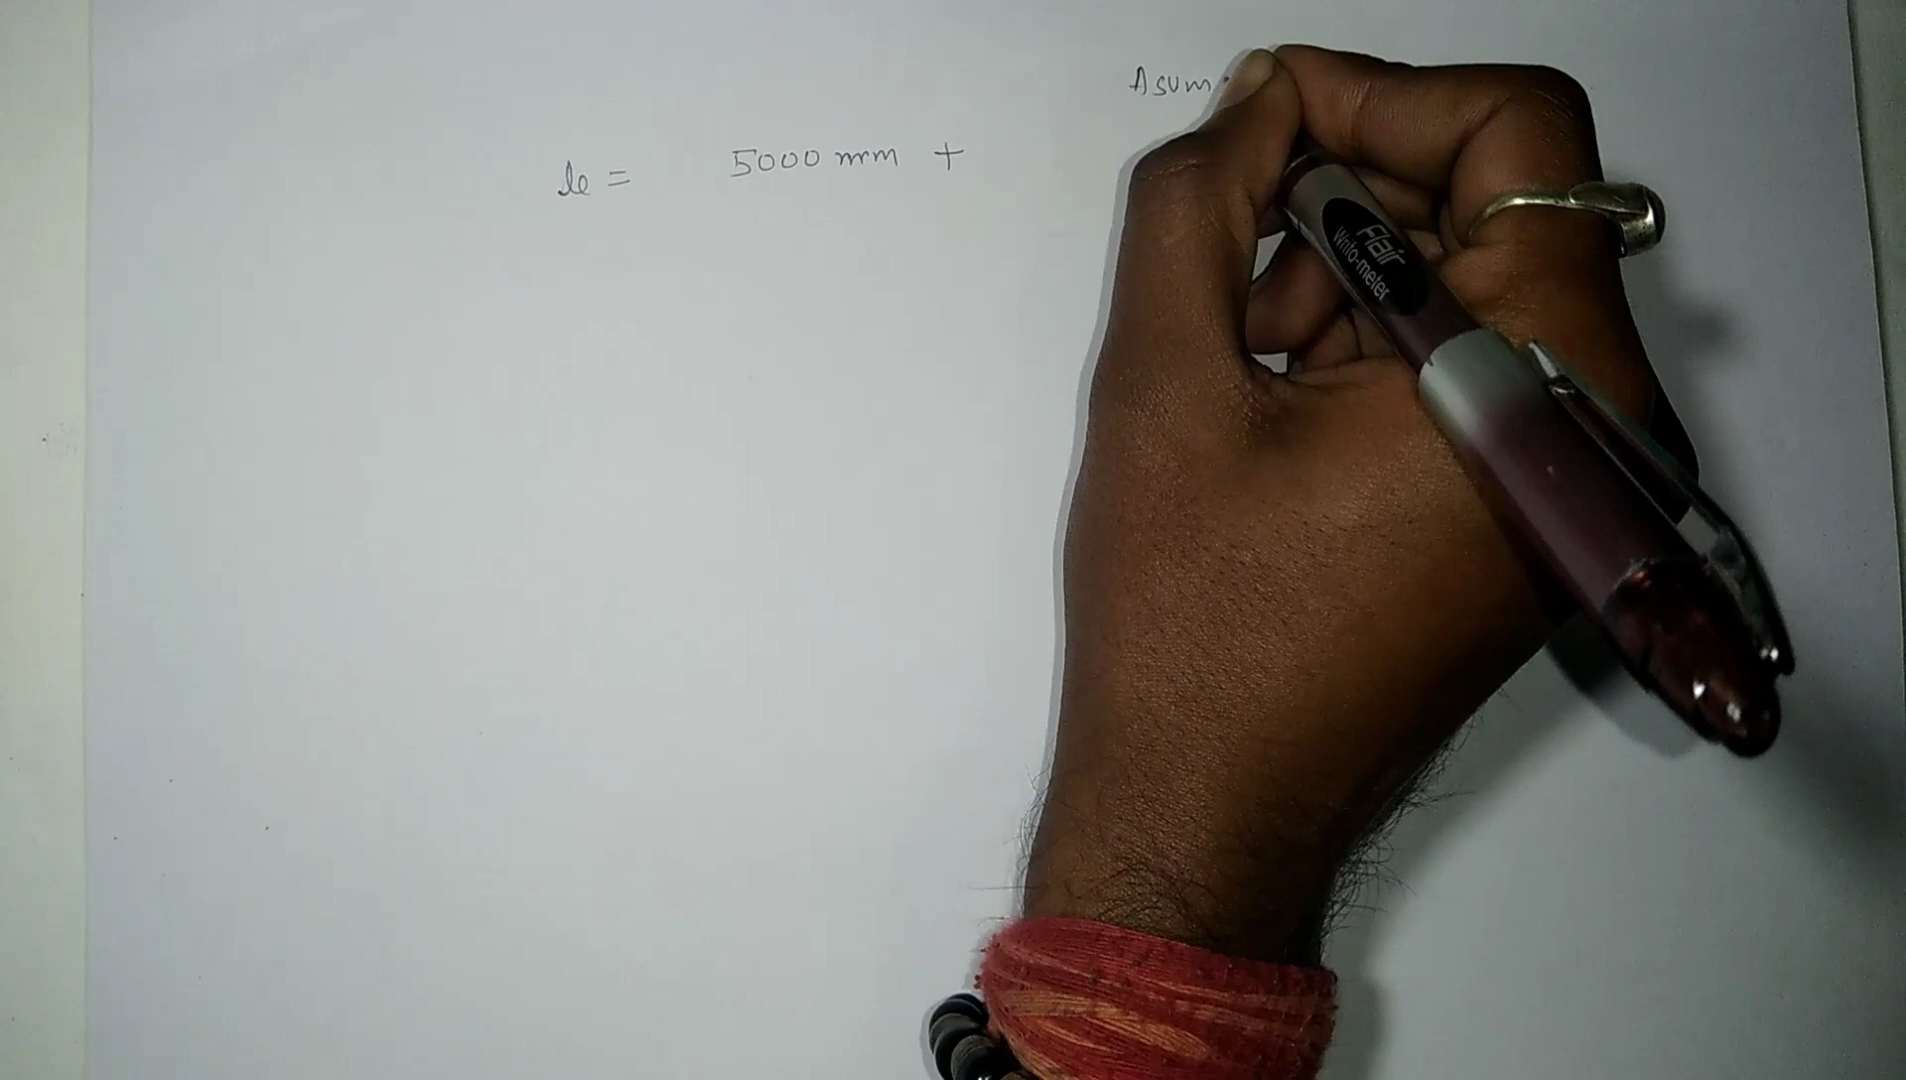 Asum
le = 5000 mm +
Flair
Writo-meter